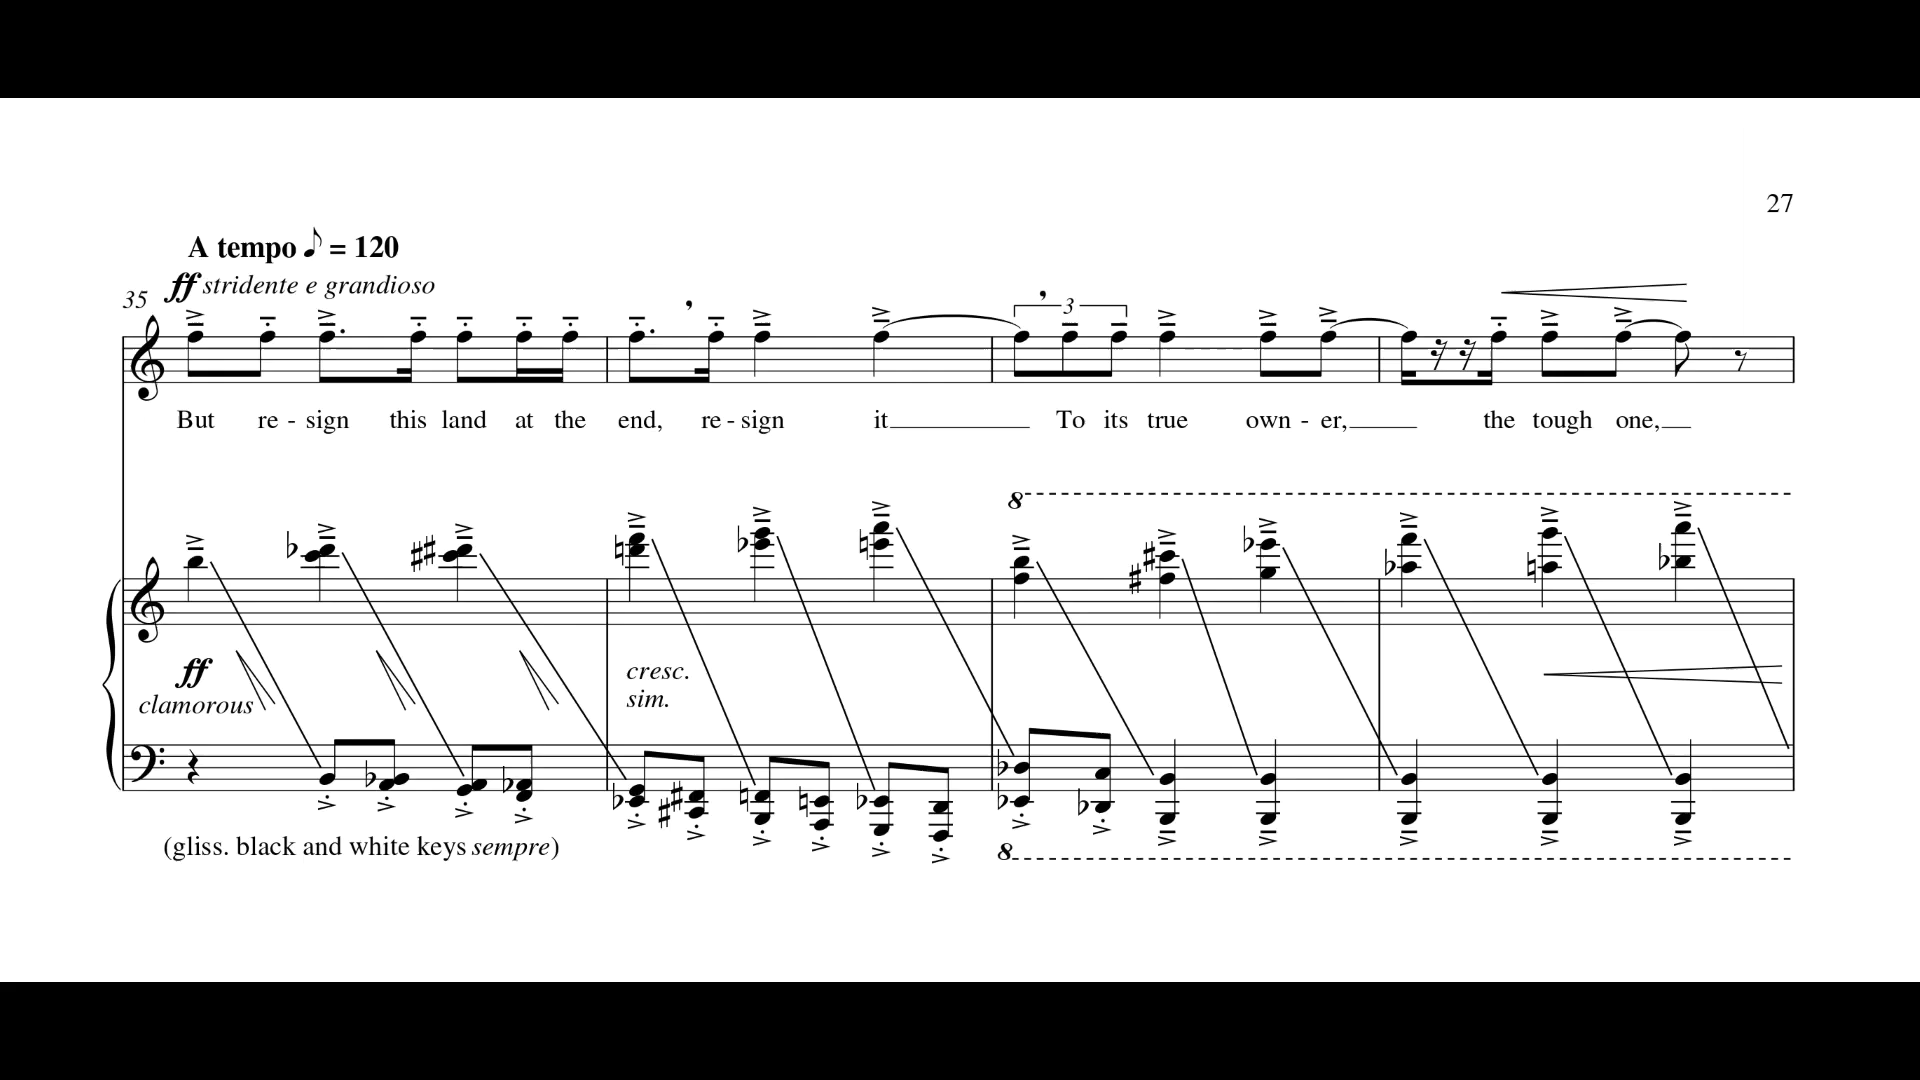 27
A tempo ♪ = 120
ff stridente e grandioso
35
3
But re - sign this land at the end, re - sign it To its true own - er, the tough one,
8
ff
clamorous
cresc.
sim.
(gliss. black and white keys sempre)
8